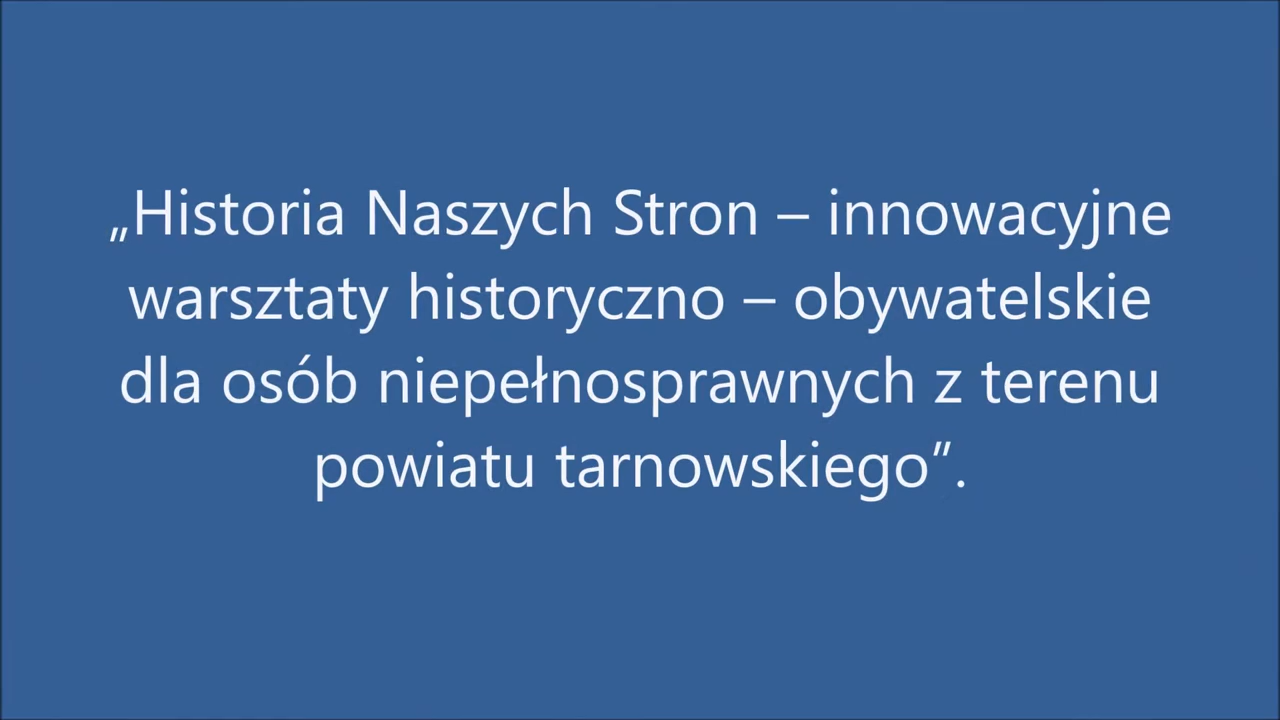 „Historia Naszych Stron – innowacyjne
warsztaty historyczno – obywatelskie
dla osób niepełnosprawnych z terenu
powiatu tarnowskiego”.